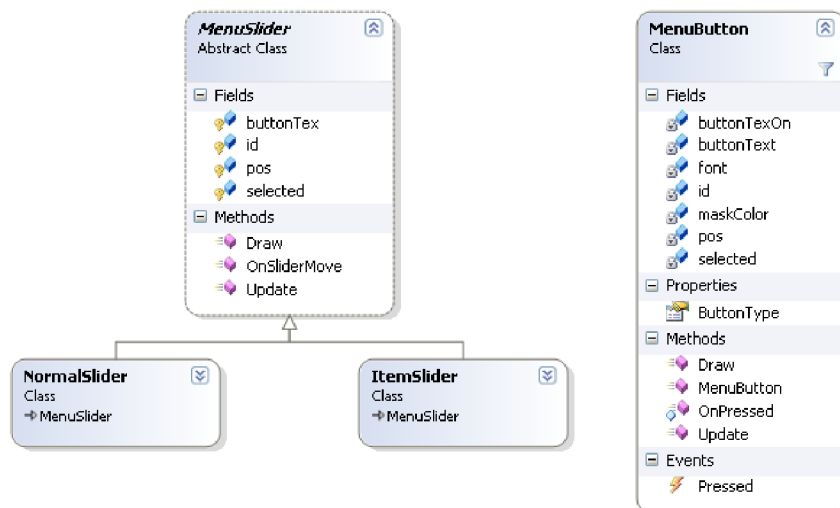 MenuSlider
Abstract Class
Fields
buttonTex
id
pos
selected
Methods
Draw
OnSliderMove
Update
NormalSlider
Class
MenuSlider
ItemSlider
Class
MenuSlider
MenuButton
Class
Fields
buttonTexOn
buttonText
font
id
maskColor
pos
selected
Properties
ButtonType
Methods
Draw
MenuButton
OnPressed
Update
Events
Pressed